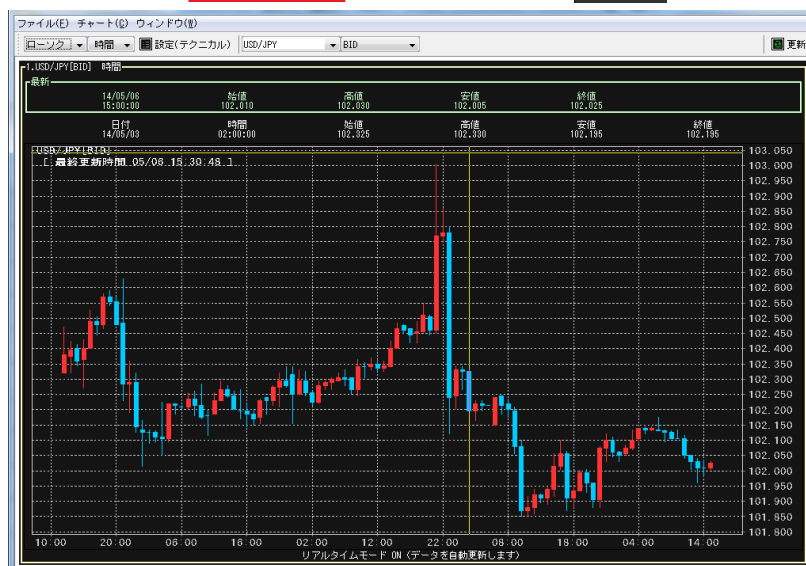 ファイル(F) チャート(C) ウィンドウ(W)
ローソク 時間 設定(テクニカル) USD/JPY BID 更新
1.USD/JPY[BID] 時間
最新
14/05/06 始値 高値 安値 終値
15:00:00 102.010 102.030 102.005 102.025
日付 時間 始値 高値 安値 終値
14/05/03 02:00:00 102.325 102.330 102.195 102.195
USD/JPY[BID]
[ 最終更新時間 05/06 15:30:48 ]
103.050
103.000
102.950
102.900
102.850
102.800
102.750
102.700
102.650
102.600
102.550
102.500
102.450
102.400
102.350
102.300
102.250
102.200
102.150
102.100
102.050
102.000
101.950
101.900
101.850
101.800
10:00 20:00 06:00 16:00 02:00 12:00 22:00 08:00 18:00 04:00 14:00
リアルタイムモード ON (データを自動更新します)